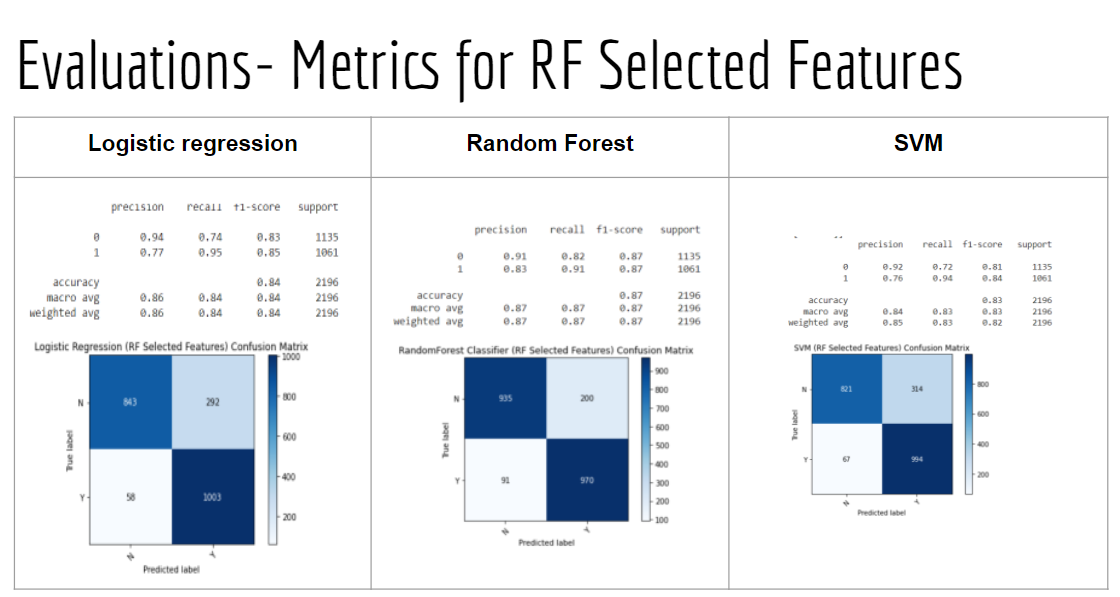 Evaluations- Metrics for RF Selected Features
Logistic regression
precision recall f1-score support
0 0.94 0.74 0.83 1135
1 0.77 0.95 0.85 1061
accuracy 0.84 2196
macro avg 0.86 0.84 0.84 2196
weighted avg 0.86 0.84 0.84 2196
Logistic Regression (RF Selected Features) Confusion Matrix
1000
800
600
400
200
True label
N 843 292
Y 58 1003
N Y
Predicted label
Random Forest
precision recall f1-score support
0 0.91 0.82 0.87 1135
1 0.83 0.91 0.87 1061
accuracy 0.87 2196
macro avg 0.87 0.87 0.87 2196
weighted avg 0.87 0.87 0.87 2196
RandomForest Classifier (RF Selected Features) Confusion Matrix
900
800
700
600
500
400
300
200
100
True label
N 935 200
Y 91 970
N Y
Predicted label
SVM
precision recall f1-score support
0 0.92 0.72 0.81 1135
1 0.76 0.94 0.84 1061
accuracy 0.83 2196
macro avg 0.84 0.83 0.83 2196
weighted avg 0.85 0.83 0.82 2196
SVM (RF Selected Features) Confusion Matrix
800
600
400
200
True label
N 821 314
Y 67 994
N Y
Predicted label